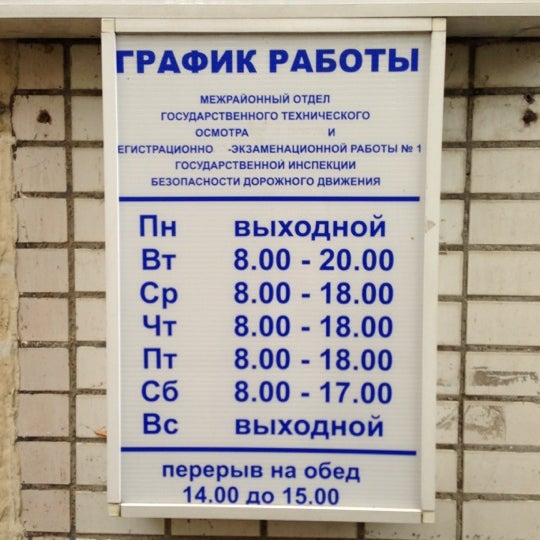 ГРАФИК РАБОТЫ
МЕЖРАЙОННЫЙ ОТДЕЛ
ГОСУДАРСТВЕННОГО ТЕХНИЧЕСКОГО
ОСМОТРА И
ЕГИСТРАЦИОННО -ЭКЗАМЕНАЦИОННОЙ РАБОТЫ № 1
ГОСУДАРСТВЕННОЙ ИНСПЕКЦИИ
БЕЗОПАСНОСТИ ДОРОЖНОГО ДВИЖЕНИЯ
Пн выходной
Вт 8.00 - 20.00
Ср 8.00 - 18.00
Чт 8.00 - 18.00
Пт 8.00 - 18.00
Сб 8.00 - 17.00
Вс выходной
перерыв на обед
14.00 до 15.00